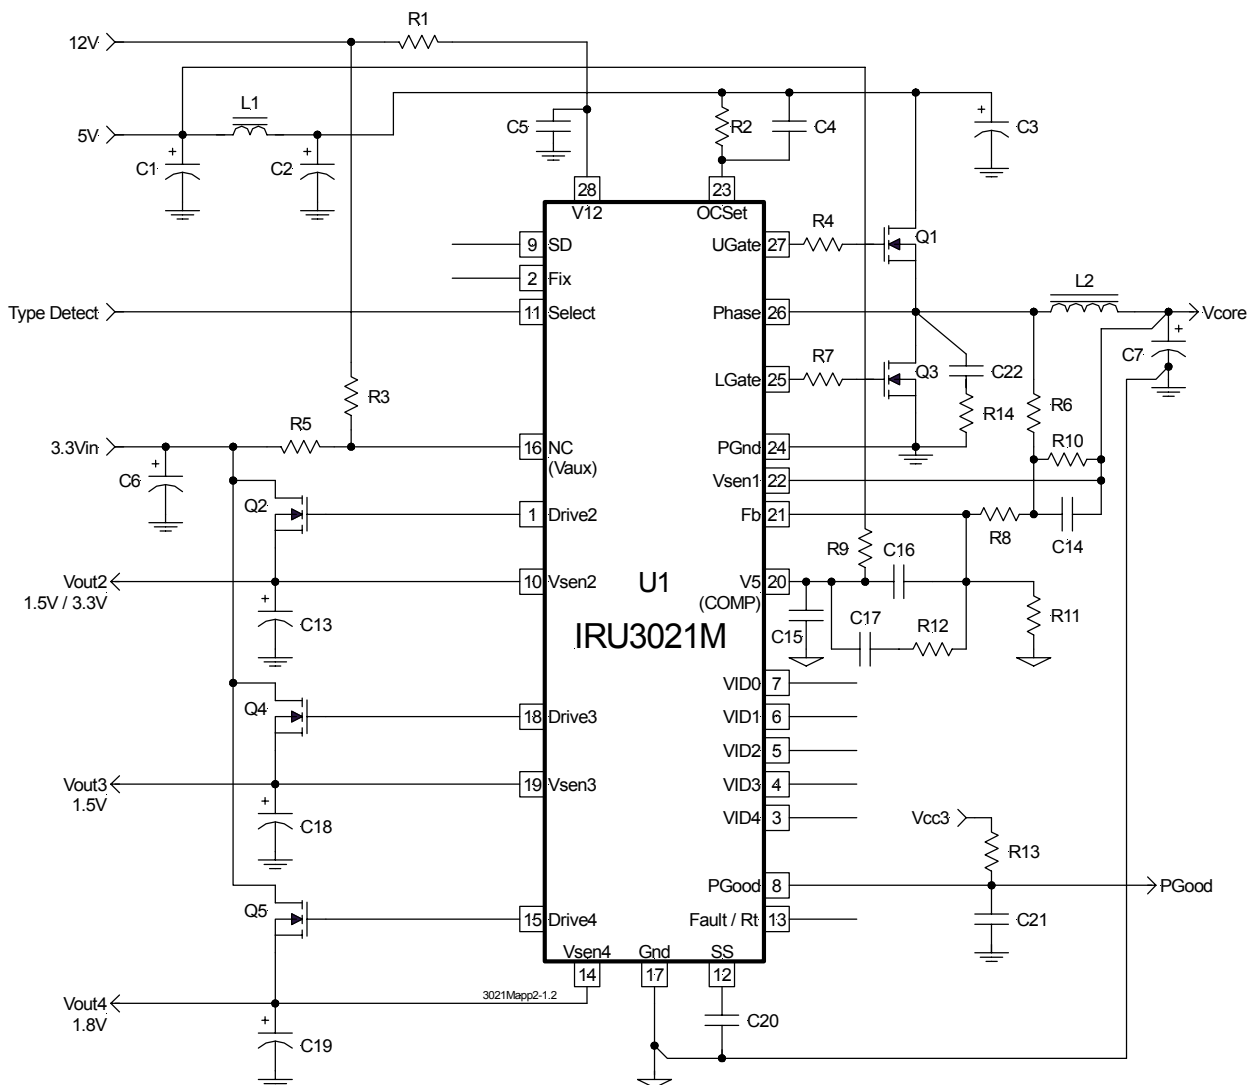 R1
12V
L1
5V
C1
C2
C5
R2
C4
C3
28
23
V12
OCSet
9 SD
UGate 27
R4
Q1
2 Fix
Type Detect
11 Select
Phase 26
L2
Vcore
C7
LGate 25
R7
Q3
C22
R3
R14
R6
3.3Vin
R5
16 NC
(Vaux)
PGnd 24
R10
C6
Vsen1 22
Q2
1 Drive2
Fb 21
R8
C14
R9
C16
Vout2
1.5V / 3.3V
10 Vsen2
U1
V5 20
(COMP)
C13
IRU3021M
C15
C17
R12
R11
VID0 7
Q4
18 Drive3
VID1 6
VID2 5
Vout3
1.5V
19 Vsen3
VID3 4
C18
VID4 3
Vcc3
R13
PGood 8
PGood
Q5
15 Drive4
Fault / Rt 13
C21
Vsen4
Gnd
SS
14
17
12
Vout4
1.8V
3021Mapp2-1.2
C20
C19